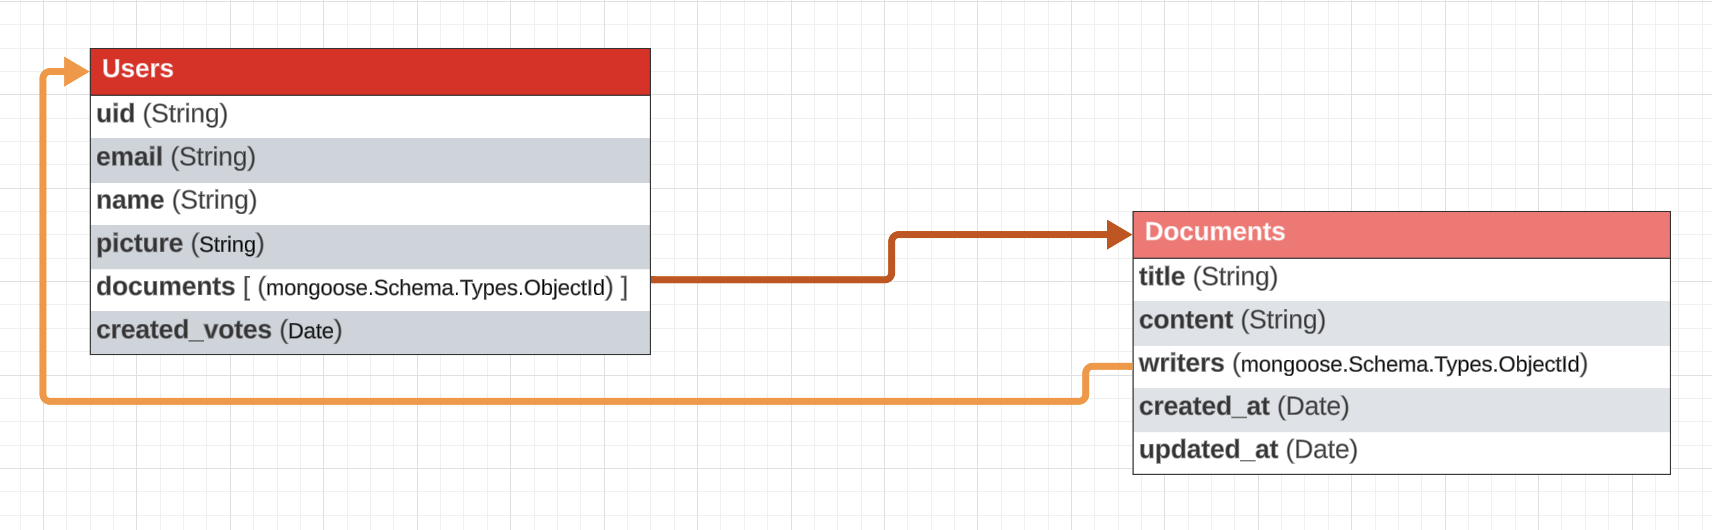 Users
uid (String)
email (String)
name (String)
picture (String)
documents [ (mongoose.Schema.Types.ObjectId) ]
created_votes (Date)
Documents
title (String)
content (String)
writers (mongoose.Schema.Types.ObjectId)
created_at (Date)
updated_at (Date)